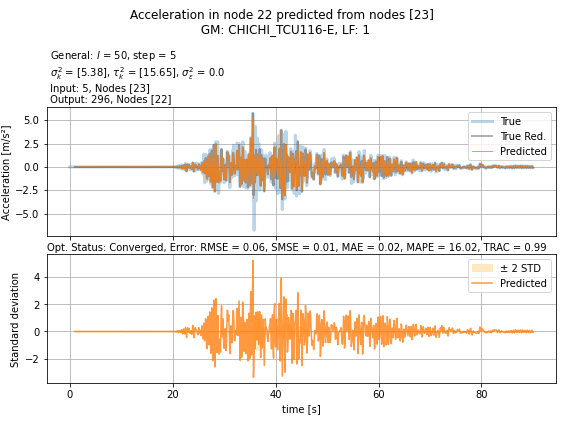 Acceleration in node 22 predicted from nodes [23]
GM: CHICHI_TCU116-E, LF: 1
General: l = 50, step = 5
σ²ₖ = [5.38], τ²ₖ = [15.65], σ²ε = 0.0
Input: 5, Nodes [23]
Output: 296, Nodes [22]
Acceleration [m/s²]
5.0
2.5
0.0
−2.5
−5.0
True
True Red.
Predicted
Opt. Status: Converged, Error: RMSE = 0.06, SMSE = 0.01, MAE = 0.02, MAPE = 16.02, TRAC = 0.99
Standard deviation
4
2
0
−2
± 2 STD
Predicted
0 20 40 60 80
time [s]